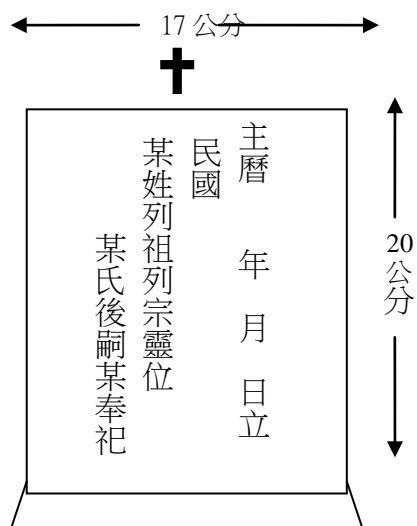 17 公分
主曆 年 月 日立
民國
某姓列祖列宗靈位
某氏後嗣某奉祀
20 公分